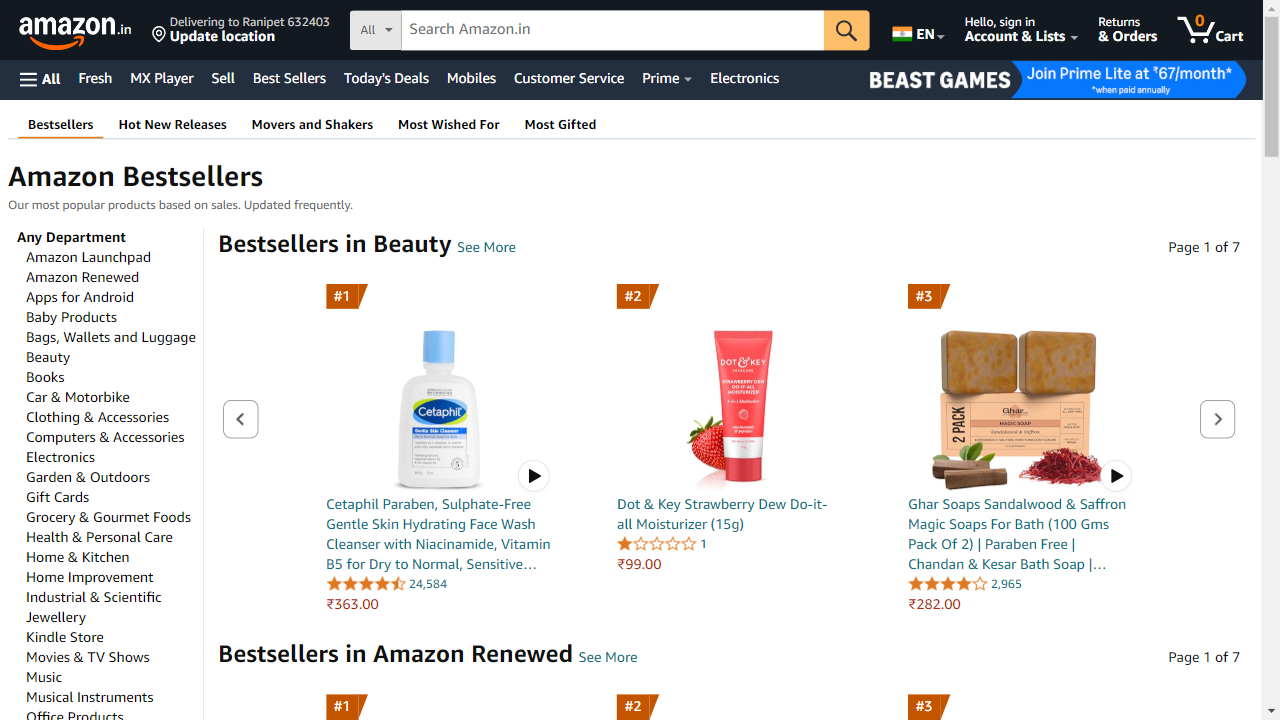 amazon.in
Delivering to Ranipet 632403
Update location
All
Search Amazon.in
EN
Hello, sign in
Account & Lists
Returns
& Orders
0
Cart
All
Fresh
MX Player
Sell
Best Sellers
Today's Deals
Mobiles
Customer Service
Prime
Electronics
BEAST GAMES
Join Prime Lite at ₹67/month*
*when paid annually
Bestsellers
Hot New Releases
Movers and Shakers
Most Wished For
Most Gifted
Amazon Bestsellers
Our most popular products based on sales. Updated frequently.
Any Department
Amazon Launchpad
Amazon Renewed
Apps for Android
Baby Products
Bags, Wallets and Luggage
Beauty
Books
Car & Motorbike
Clothing & Accessories
Computers & Accessories
Electronics
Garden & Outdoors
Gift Cards
Grocery & Gourmet Foods
Health & Personal Care
Home & Kitchen
Home Improvement
Industrial & Scientific
Jewellery
Kindle Store
Movies & TV Shows
Music
Musical Instruments
Office Products
Bestsellers in Beauty See More
Page 1 of 7
#1
Cetaphil
Gentle Skin Cleanser
Cetaphil Paraben, Sulphate-Free
Gentle Skin Hydrating Face Wash
Cleanser with Niacinamide, Vitamin
B5 for Dry to Normal, Sensitive…
24,584
₹363.00
#2
DOT & KEY
SKINCARE
STRAWBERRY DEW
DO-IT-ALL
MOISTURIZER
Dot & Key Strawberry Dew Do-it-
all Moisturizer (15g)
1
₹99.00
#3
2 PACK
Ghar
MAGIC SOAP
Sandalwood & Saffron
Ghar Soaps Sandalwood & Saffron
Magic Soaps For Bath (100 Gms
Pack Of 2) | Paraben Free |
Chandan & Kesar Bath Soap |…
2,965
₹282.00
Bestsellers in Amazon Renewed See More
Page 1 of 7
#1
#2
#3